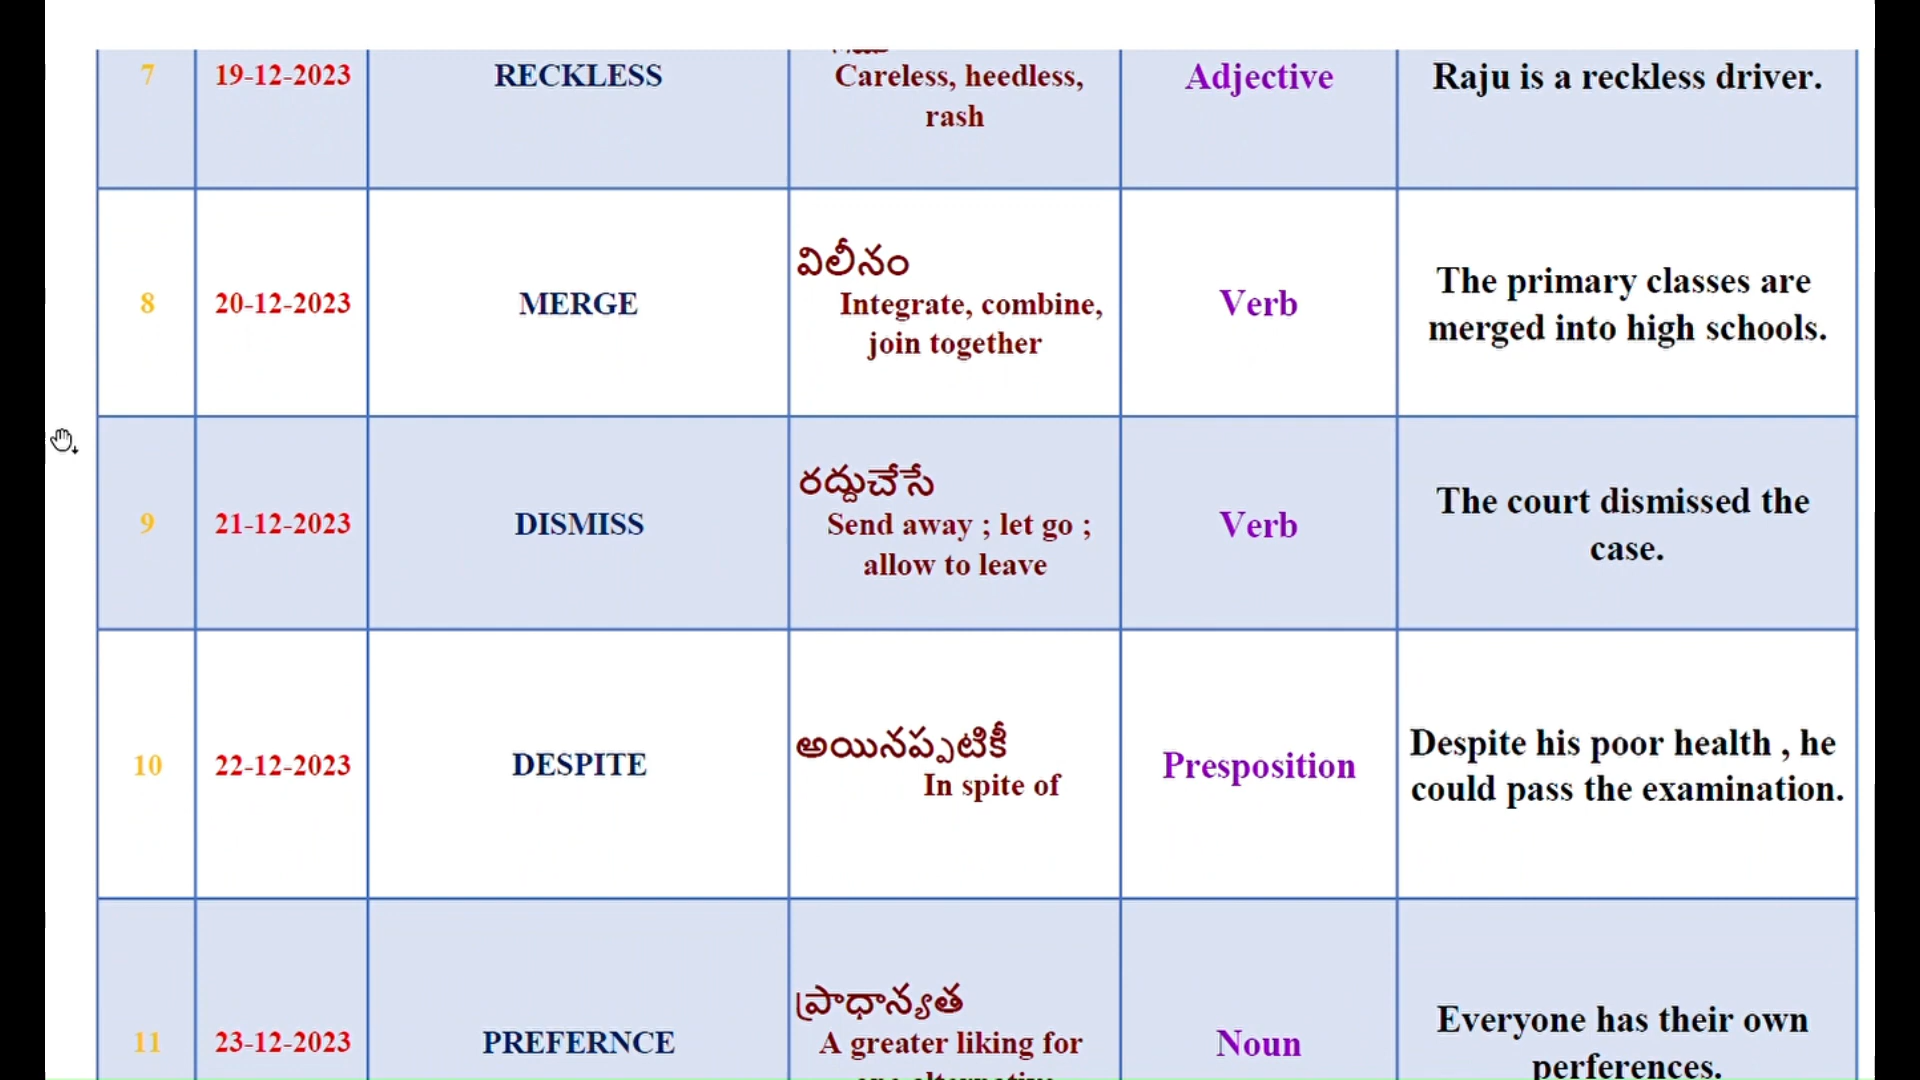 7 19-12-2023 RECKLESS Careless, heedless, Adjective Raju is a reckless driver.
rash
విలీనం
8 20-12-2023 MERGE Integrate, combine, Verb The primary classes are
join together merged into high schools.
రద్దుచేసే
9 21-12-2023 DISMISS Send away ; let go ; Verb The court dismissed the
allow to leave case.
అయినప్పటికీ
10 22-12-2023 DESPITE In spite of Presposition Despite his poor health , he
could pass the examination.
ప్రాధాన్యత
11 23-12-2023 PREFERNCE A greater liking for Noun Everyone has their own
perferences.